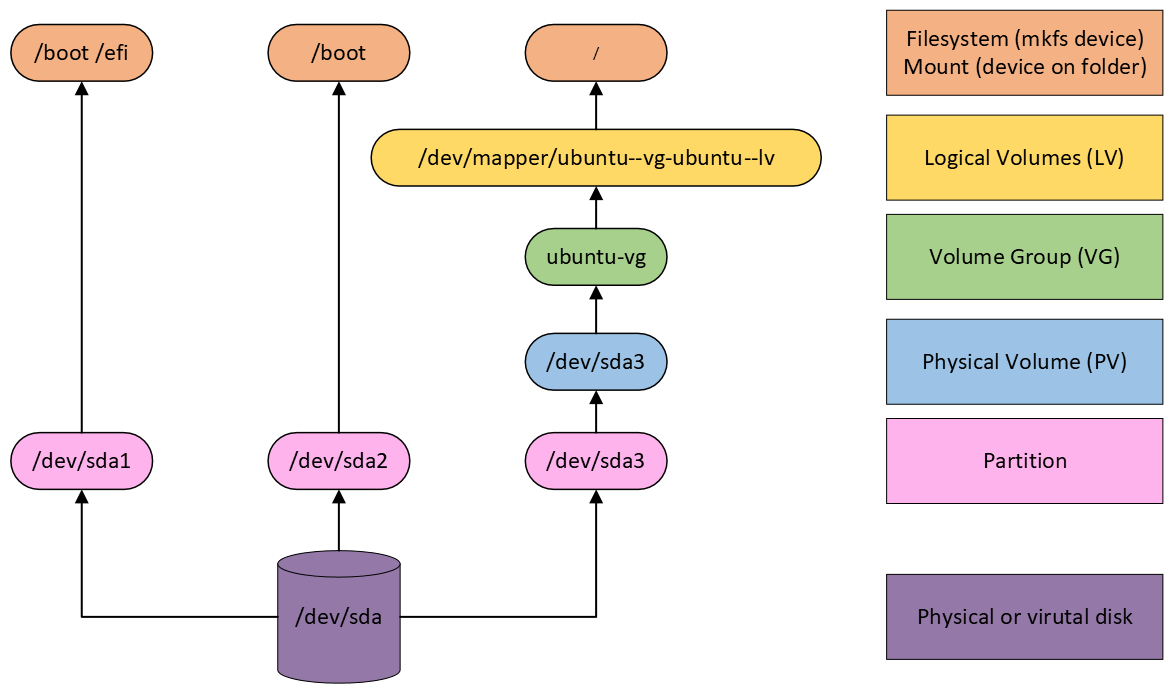 /boot /efi
/boot
/
Filesystem (mkfs device)
Mount (device on folder)
/dev/mapper/ubuntu--vg-ubuntu--lv
Logical Volumes (LV)
ubuntu-vg
Volume Group (VG)
/dev/sda3
Physical Volume (PV)
/dev/sda1
/dev/sda2
/dev/sda3
Partition
/dev/sda
Physical or virutal disk